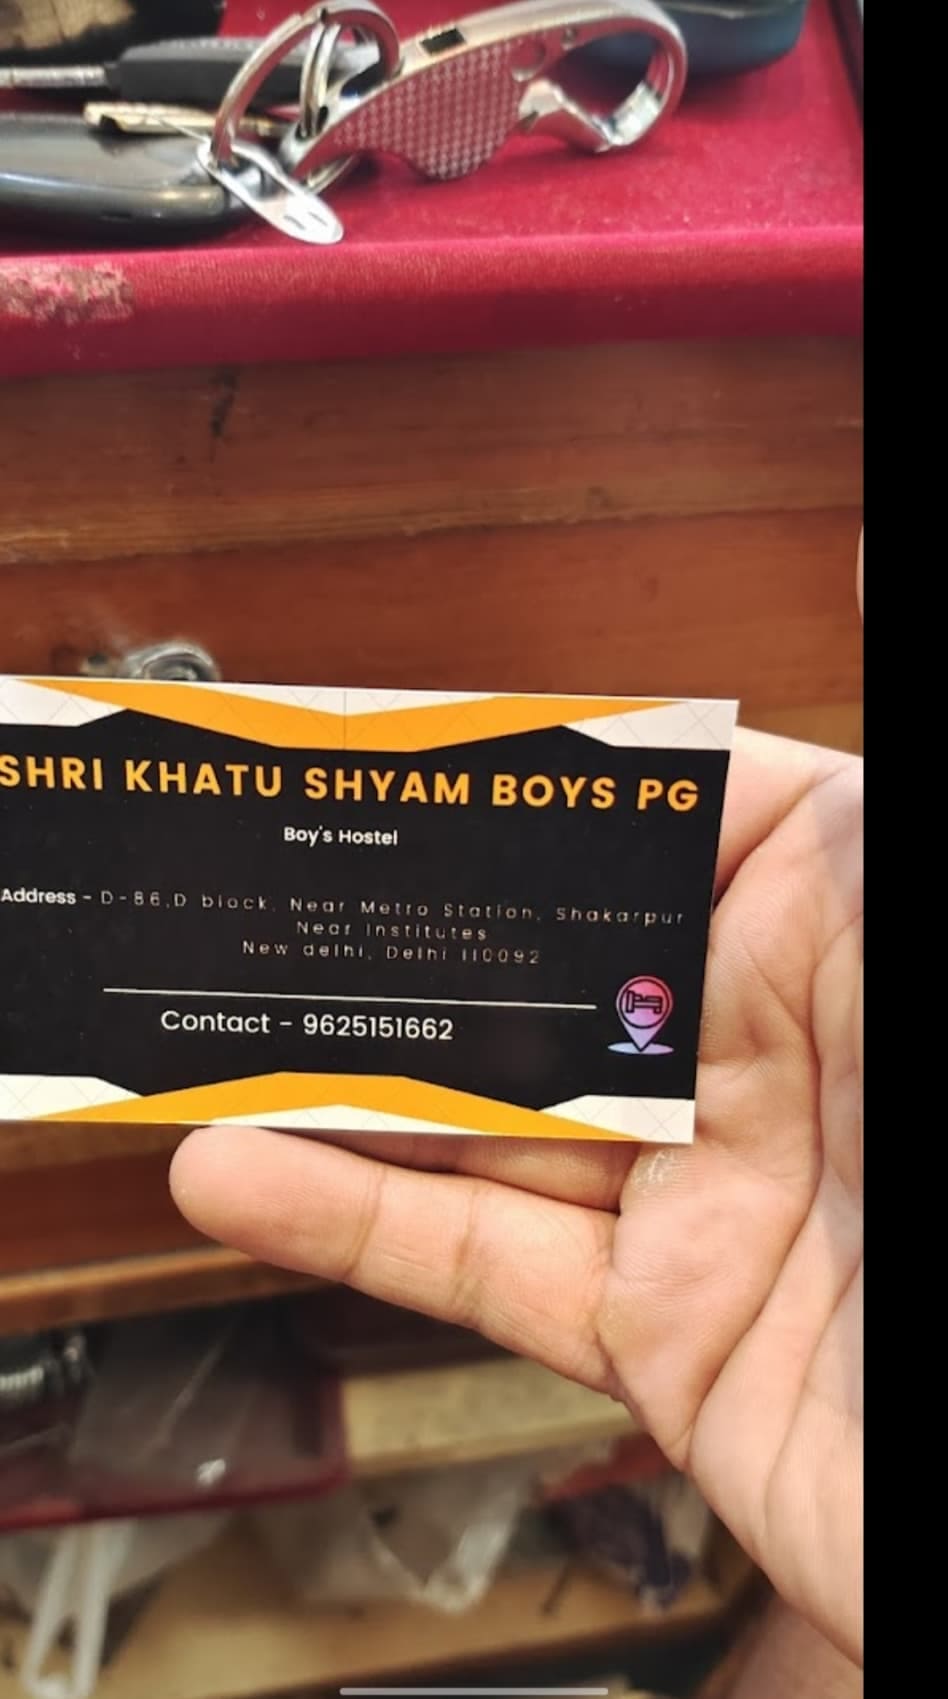 SHRI KHATU SHYAM BOYS PG
Boy's Hostel
Address - D-86,D block, Near Metro Station, Shakarpur
Near Institutes
New delhi, Delhi 110092
Contact - 9625151662